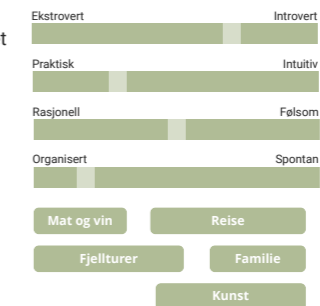 t
Ekstrovert Introvert
Praktisk Intuitiv
Rasjonell Følsom
Organisert Spontan
Mat og vin Reise
Fjellturer Familie
Kunst